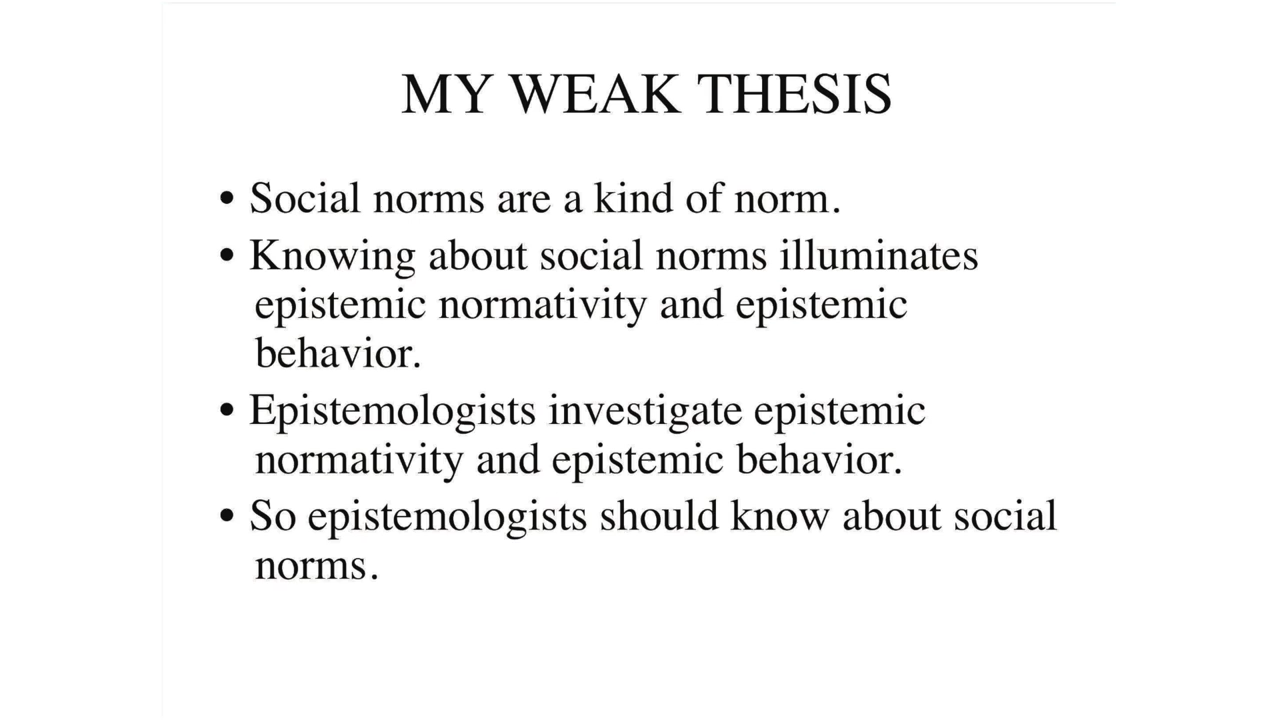 MY WEAK THESIS
• Social norms are a kind of norm.
• Knowing about social norms illuminates
epistemic normativity and epistemic
behavior.
• Epistemologists investigate epistemic
normativity and epistemic behavior.
• So epistemologists should know about social
norms.